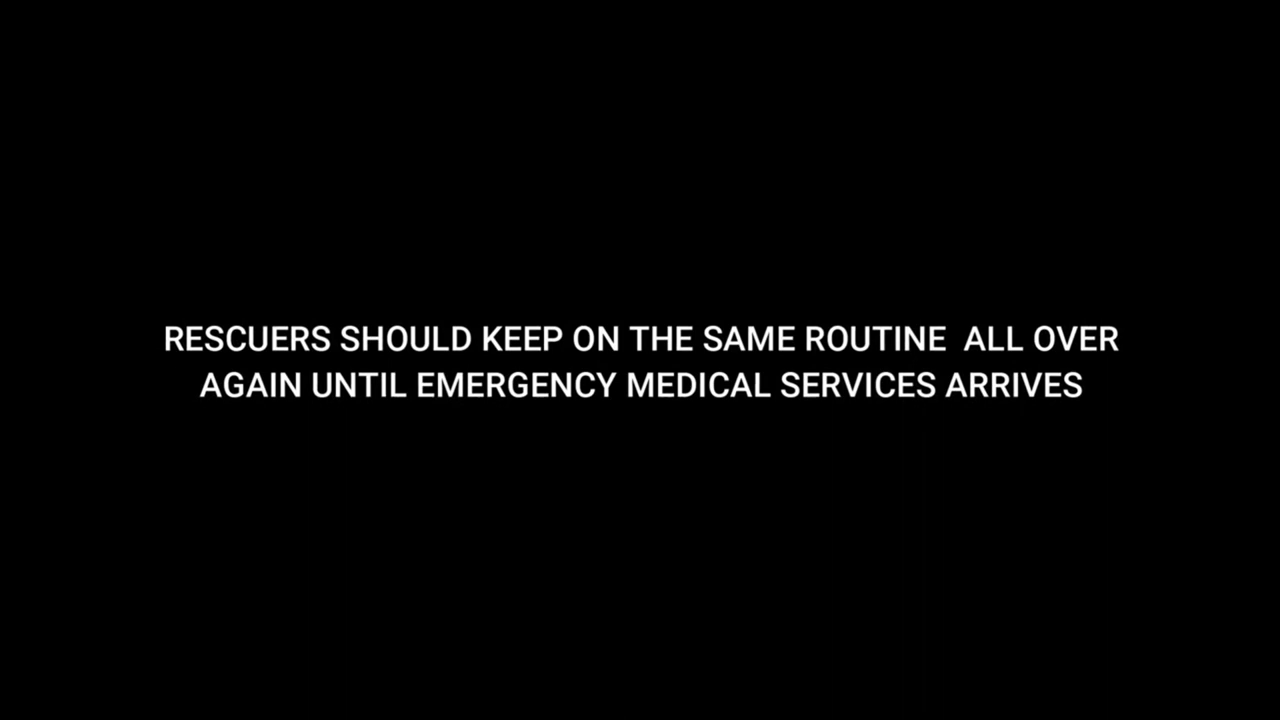 RESCUERS SHOULD KEEP ON THE SAME ROUTINE  ALL OVER
AGAIN UNTIL EMERGENCY MEDICAL SERVICES ARRIVES